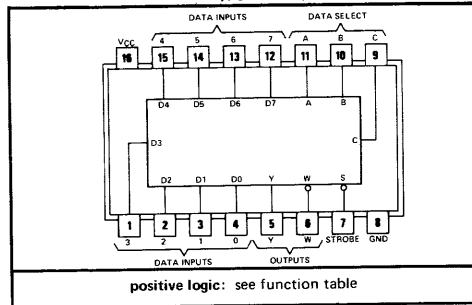 DATA INPUTS DATA SELECT
VCC 4 5 6 7 A B C
16 15 14 13 12 11 10 9
D4 D5 D6 D7 A B
D3 C
D2 D1 D0 Y W S
1 2 3 4 5 6 7 8
3 2 1 0 Y W STROBE GND
DATA INPUTS OUTPUTS
positive logic: see function table